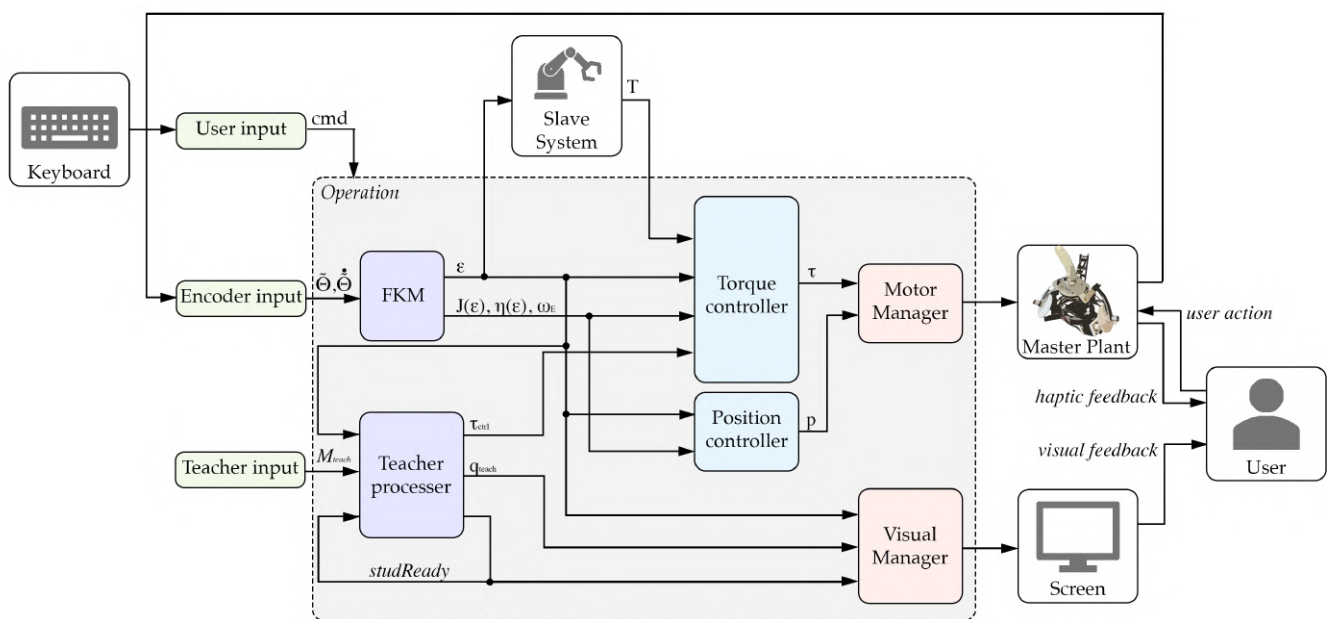 Keyboard
User input
cmd
Slave
System
T
Operation
Encoder input
Θ̃,Θ̃̇
FKM
ε
J(ε), η(ε), ωE
Torque
controller
τ
Motor
Manager
Master Plant
user action
haptic feedback
visual feedback
User
Position
controller
p
Teacher input
Mteach
Teacher
processer
τctrl
qteach
studReady
Visual
Manager
Screen